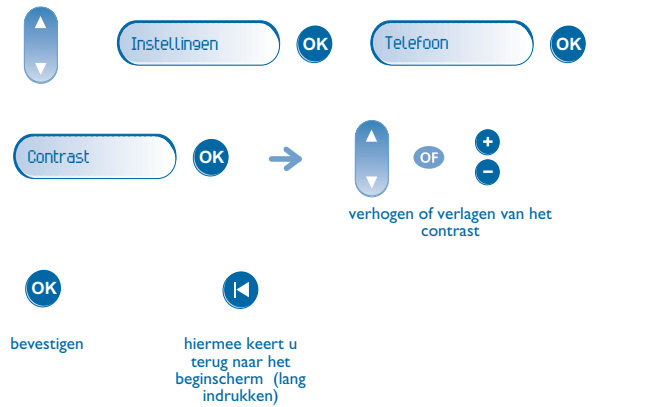 Instellingen OK Telefoon OK
Contrast OK OF + −
verhogen of verlagen van het
contrast
OK
bevestigen
hiermee keert u
terug naar het
beginscherm (lang
indrukken)